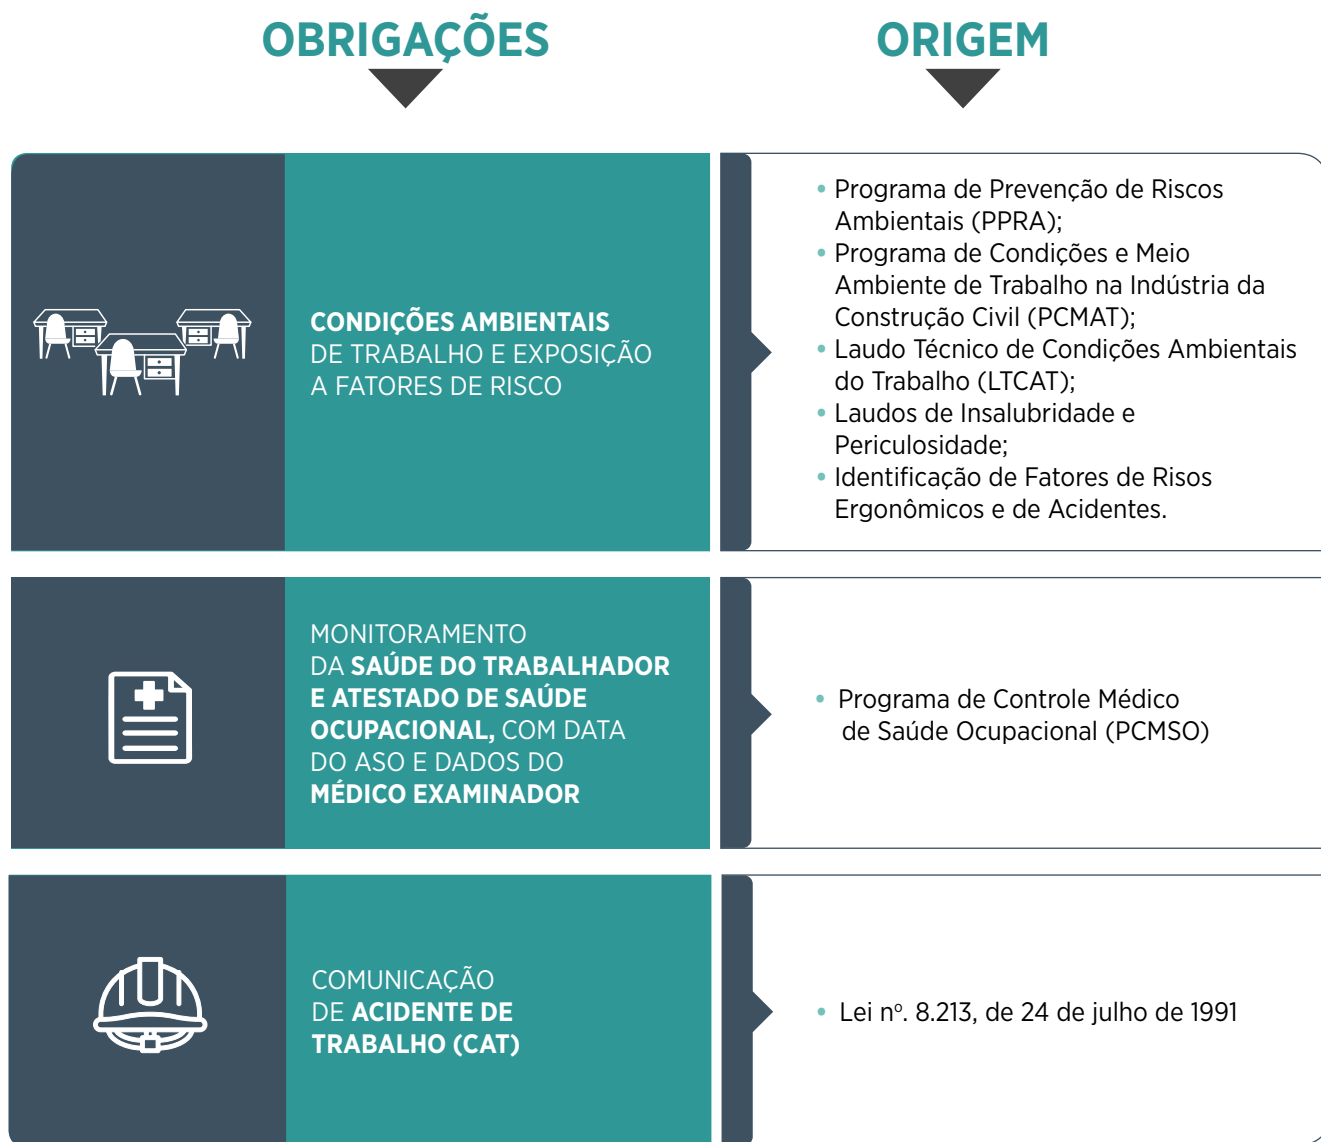 OBRIGAÇÕES
ORIGEM
CONDIÇÕES AMBIENTAIS
DE TRABALHO E EXPOSIÇÃO
A FATORES DE RISCO
• Programa de Prevenção de Riscos
Ambientais (PPRA);
• Programa de Condições e Meio
Ambiente de Trabalho na Indústria da
Construção Civil (PCMAT);
• Laudo Técnico de Condições Ambientais
do Trabalho (LTCAT);
• Laudos de Insalubridade e
Periculosidade;
• Identificação de Fatores de Risos
Ergonômicos e de Acidentes.
MONITORAMENTO
DA SAÚDE DO TRABALHADOR
E ATESTADO DE SAÚDE
OCUPACIONAL, COM DATA
DO ASO E DADOS DO
MÉDICO EXAMINADOR
• Programa de Controle Médico
de Saúde Ocupacional (PCMSO)
COMUNICAÇÃO
DE ACIDENTE DE
TRABALHO (CAT)
• Lei nº. 8.213, de 24 de julho de 1991